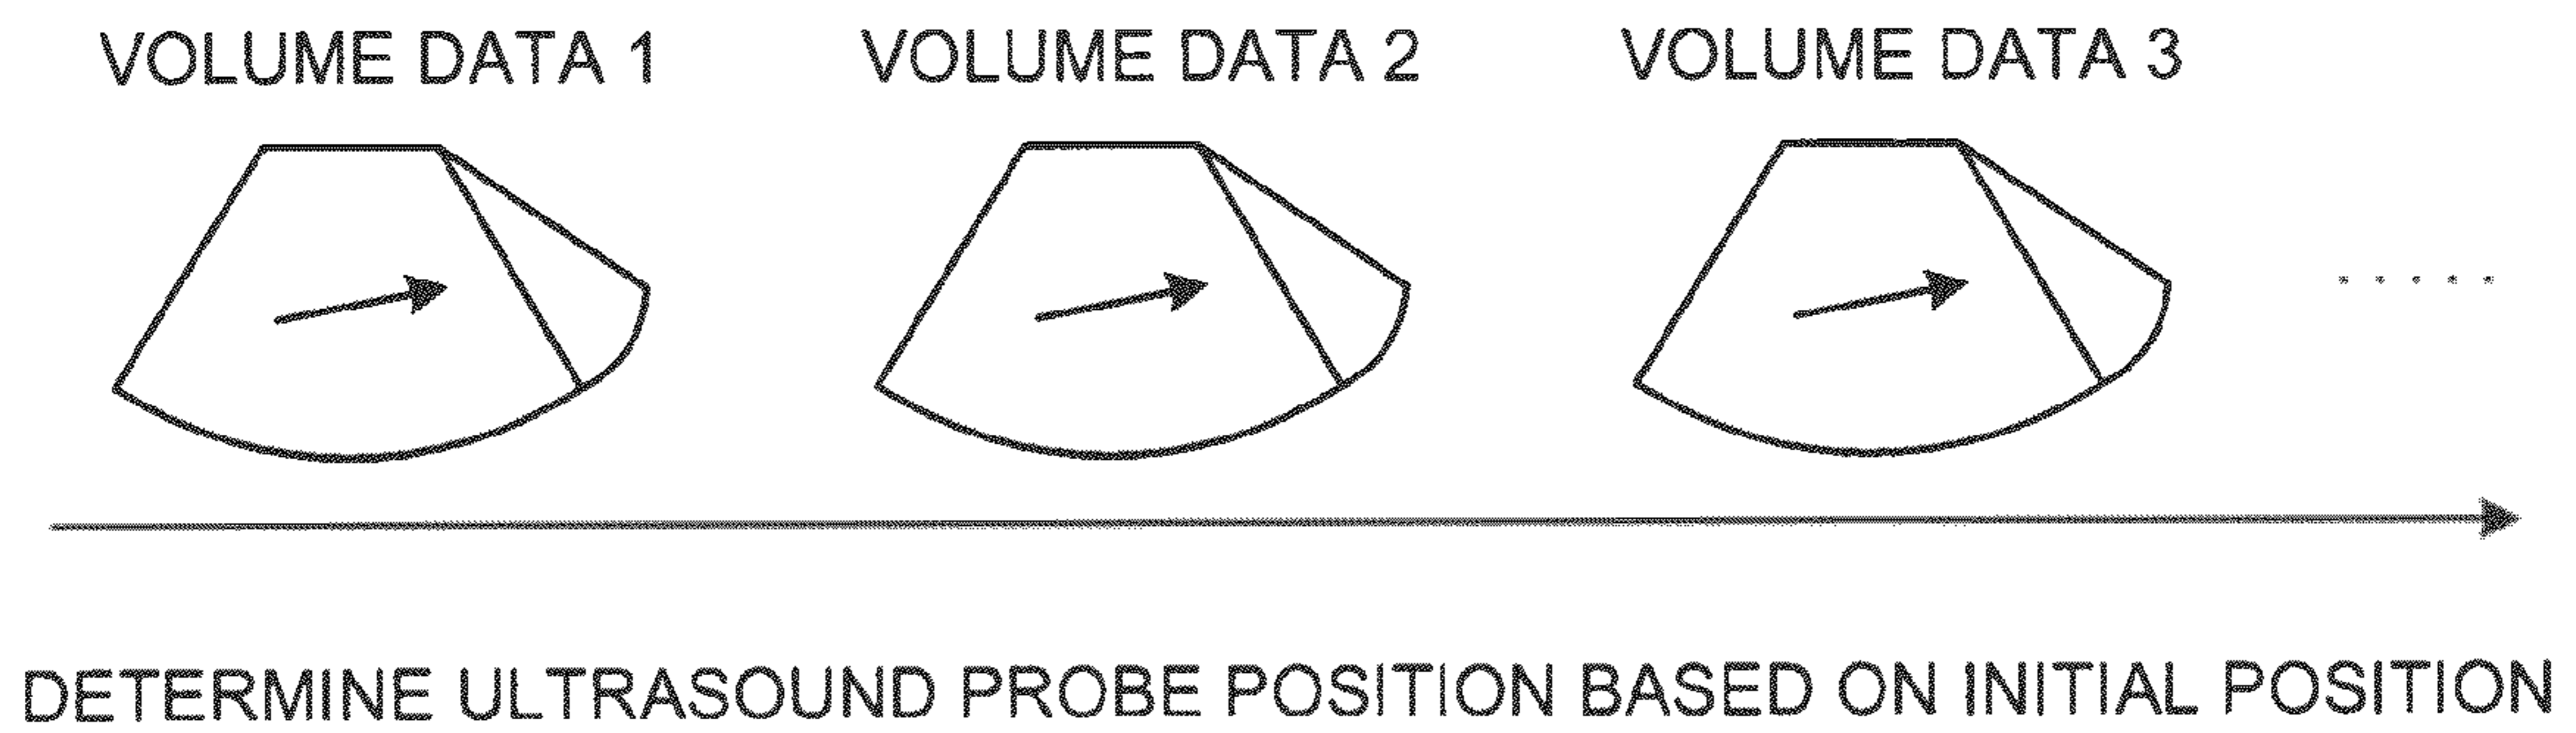 VOLUME DATA 1 VOLUME DATA 2 VOLUME DATA 3
DETERMINE ULTRASOUND PROBE POSITION BASED ON INITIAL POSITION